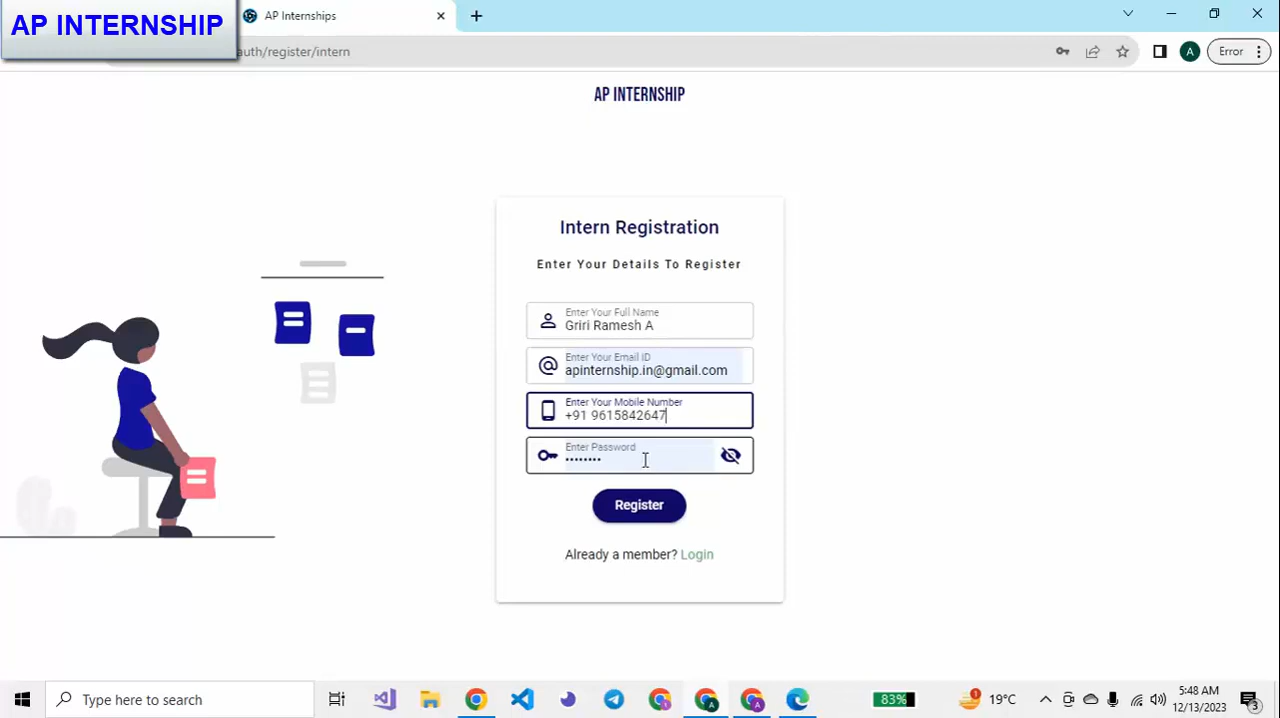 AP INTERNSHIP
AP Internships
auth/register/intern
Error
AP INTERNSHIP
Intern Registration
Enter Your Details To Register
Enter Your Full Name
Griri Ramesh A
Enter Your Email ID
apinternship.in@gmail.com
Enter Your Mobile Number
+91 9615842647
Enter Password
••••••••
Register
Already a member? Login
Type here to search
83%
19°C
5:48 AM
12/13/2023